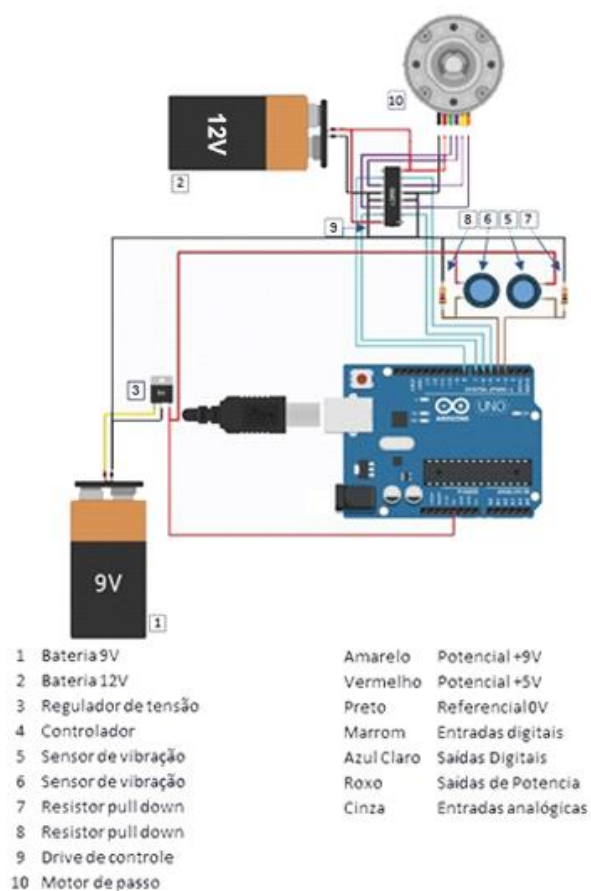 10
12V
2
9
8 6 5 7
3
UNO
ARDUINO
9V
1
1 Bateria 9V
2 Bateria 12V
3 Regulador de tensão
4 Controlador
5 Sensor de vibração
6 Sensor de vibração
7 Resistor pull down
8 Resistor pull down
9 Drive de controle
10 Motor de passo
Amarelo Potencial +9V
Vermelho Potencial +5V
Preto Referencial 0V
Marrom Entradas digitais
Azul Claro Saídas Digitais
Roxo Saídas de Potencia
Cinza Entradas analógicas